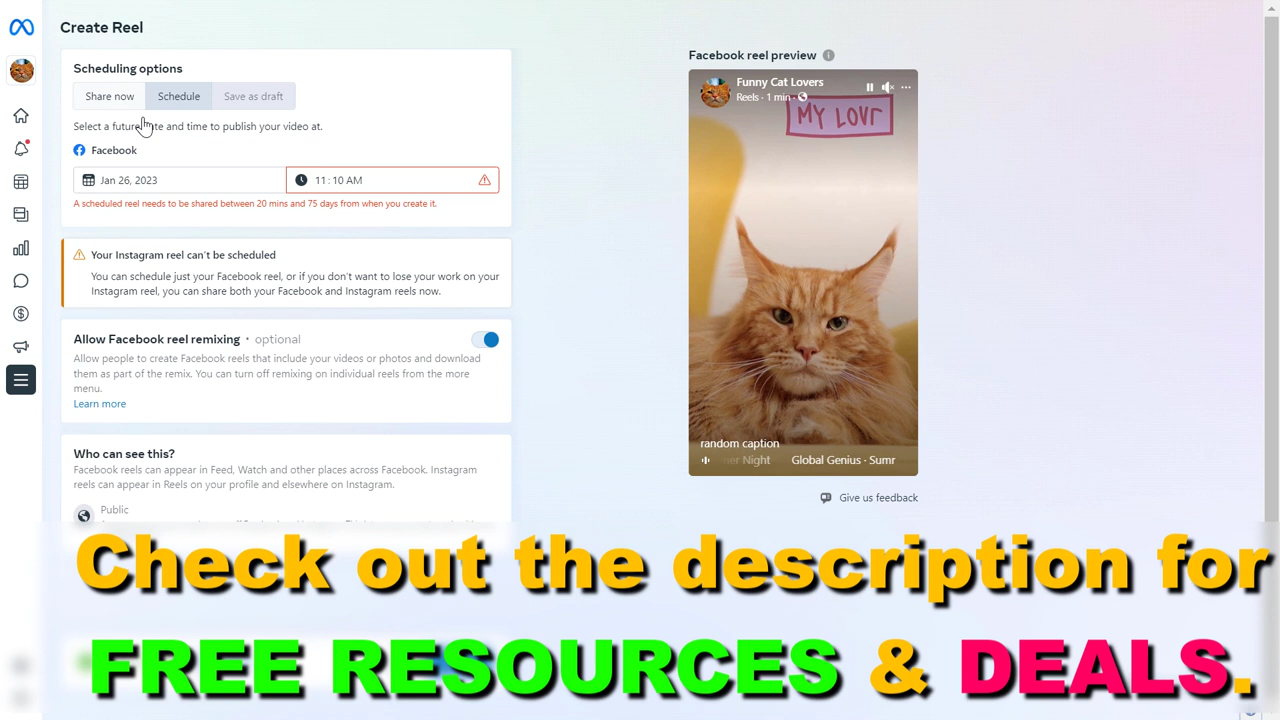 Create Reel
Scheduling options
Share now
Schedule
Save as draft
Select a future date and time to publish your video at.
Facebook
Jan 26, 2023
11:10 AM
A scheduled reel needs to be shared between 20 mins and 75 days from when you create it.
Your Instagram reel can't be scheduled
You can schedule just your Facebook reel, or if you don't want to lose your work on your
Instagram reel, you can share both your Facebook and Instagram reels now.
Allow Facebook reel remixing • optional
Allow people to create Facebook reels that include your videos or photos and download
them as part of the remix. You can turn off remixing on individual reels from the more
menu.
Learn more
Who can see this?
Facebook reels can appear in Feed, Watch and other places across Facebook. Instagram
reels can appear in Reels on your profile and elsewhere on Instagram.
Public
Facebook reel preview
Funny Cat Lovers
Reels · 1 min ·
MY LOVE
random caption
Night Global Genius · Sumr
Give us feedback
Check out the description for
FREE RESOURCES & DEALS.